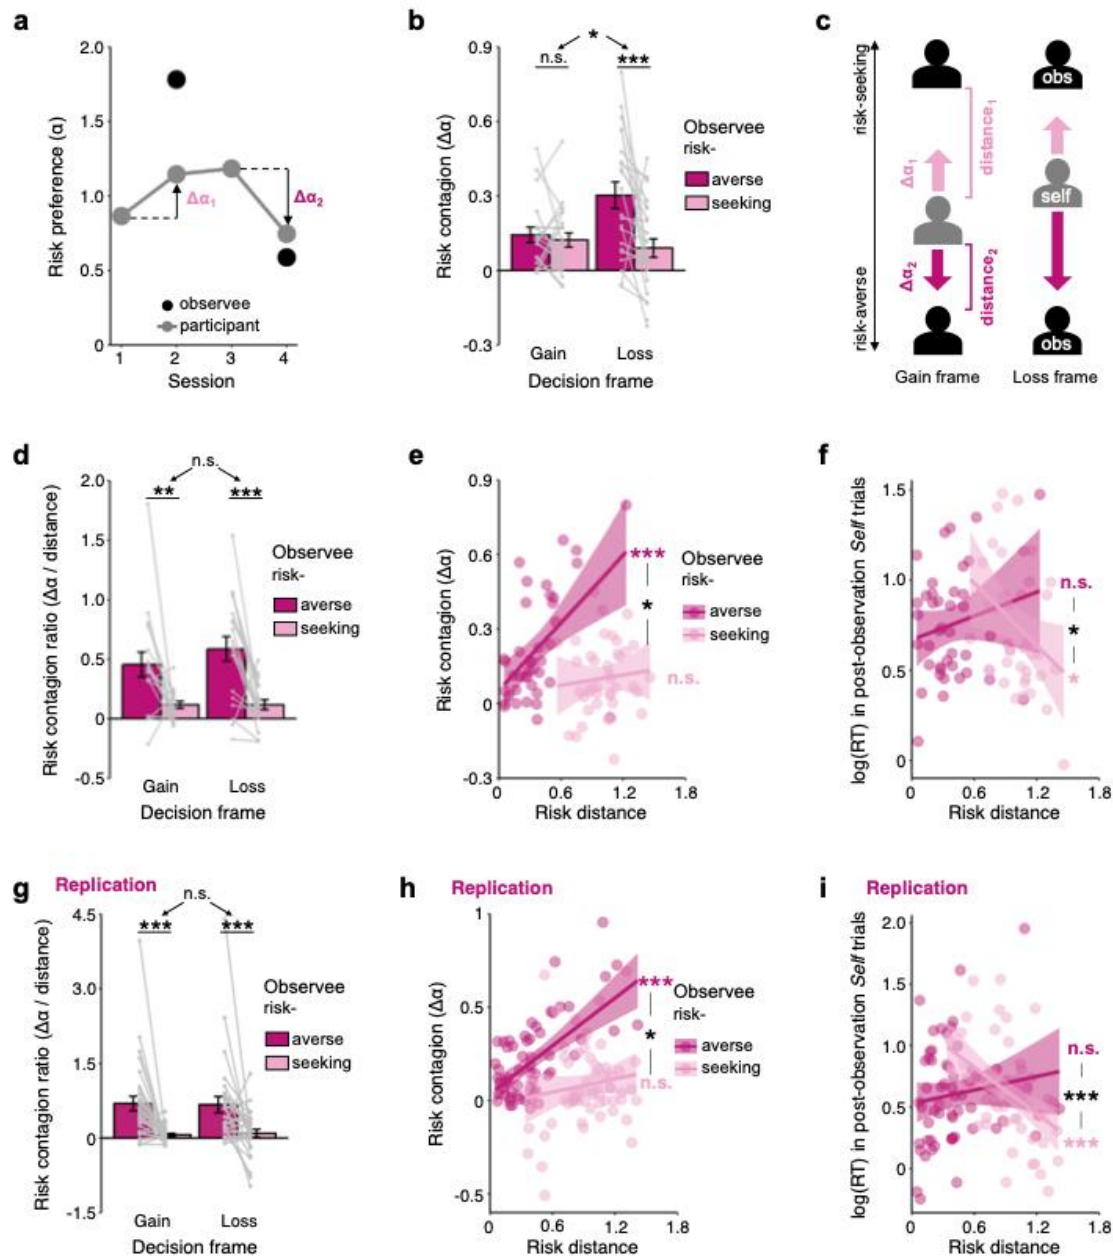 a
Risk preference (α)
2.0
1.5
1.0
0.5
0
Δα1
Δα2
observee
participant
1 2 3 4
Session
b
*
n.s. ***
Risk contagion (Δα)
0.9
0.6
0.3
0
-0.3
Observee
risk-
averse
seeking
Gain Loss
Decision frame
c
risk-seeking
risk-averse
obs
distance1
Δα1
self
Δα2
distance2
obs
Gain frame Loss frame
d
n.s.
** ***
Risk contagion ratio (Δα / distance)
2.0
1.5
1.0
0.5
0
-0.5
Observee
risk-
averse
seeking
Gain Loss
Decision frame
e
Risk contagion (Δα)
0.9
0.6
0.3
0
-0.3
***
*
n.s.
Observee
risk-
averse
seeking
0 0.6 1.2 1.8
Risk distance
f
log(RT) in post-observation Self trials
1.5
1.0
0.5
0
n.s.
*
*
0 0.6 1.2 1.8
Risk distance
g Replication
n.s.
*** ***
Risk contagion ratio (Δα / distance)
4.5
3.0
1.5
0
-1.5
Observee
risk-
averse
seeking
Gain Loss
Decision frame
h Replication
Risk contagion (Δα)
1
0.5
0
-0.5
***
*
n.s.
Observee
risk-
averse
seeking
0 0.6 1.2 1.8
Risk distance
i Replication
log(RT) in post-observation Self trials
2.0
1.5
1.0
0.5
0
n.s.
***
***
0 0.6 1.2 1.8
Risk distance